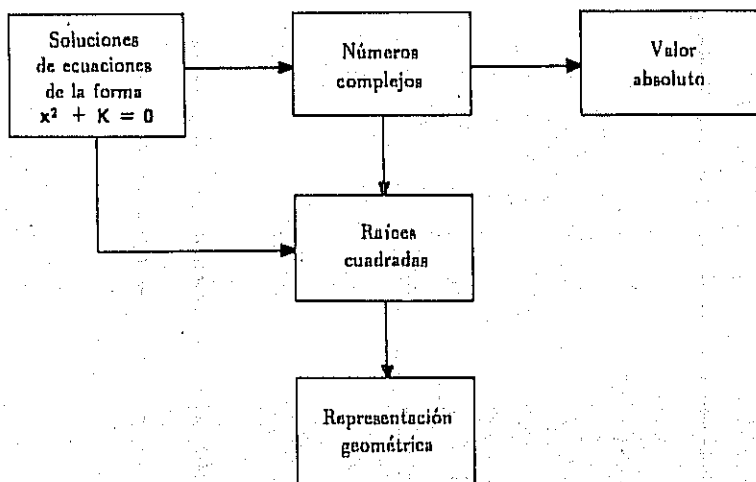 Soluciones
de ecuaciones
de la forma
x² + K = 0
Números
complejos
Valor
absoluto
Raíces
cuadradas
Representación
geométrica